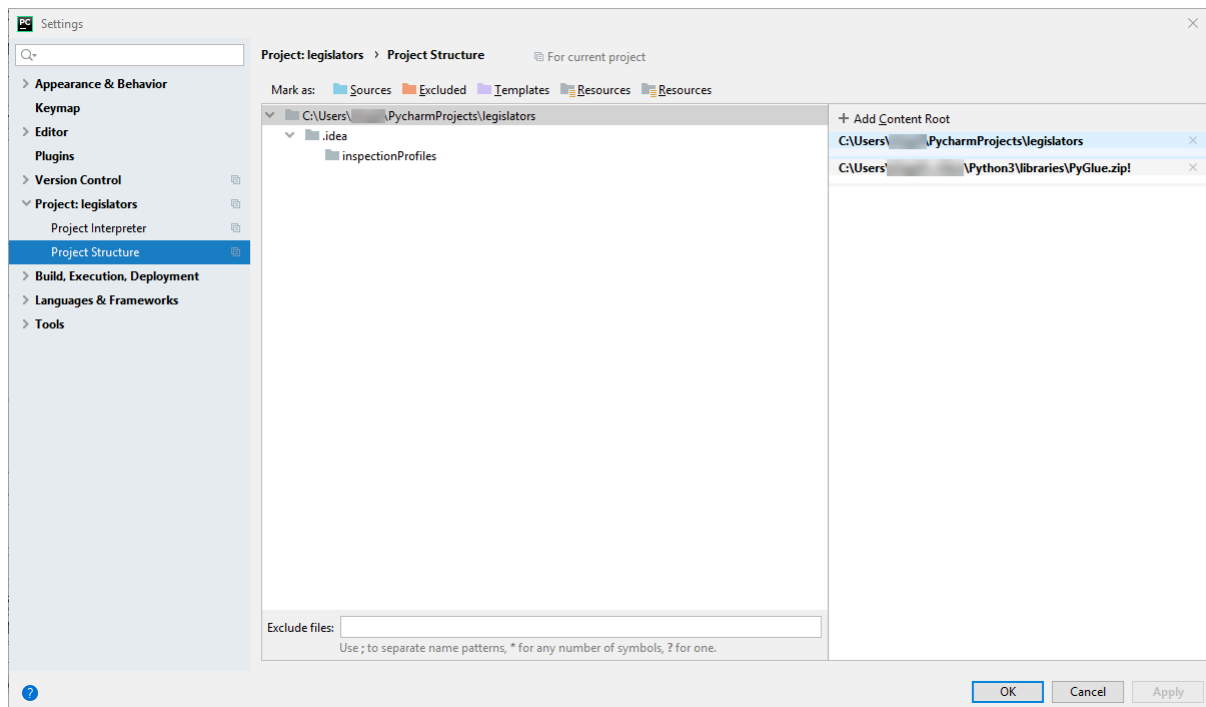 PC Settings
Project: legislators > Project Structure For current project
Appearance & Behavior
Keymap
Editor
Plugins
Version Control
Project: legislators
Project Interpreter
Project Structure
Build, Execution, Deployment
Languages & Frameworks
Tools
Mark as: Sources Excluded Templates Resources Resources
C:\Users\ \PycharmProjects\legislators
.idea
inspectionProfiles
+ Add Content Root
C:\Users\ \PycharmProjects\legislators
C:\Users\ \Python3\libraries\PyGlue.zip!
Exclude files:
Use ; to separate name patterns, * for any number of symbols, ? for one.
? OK Cancel Apply